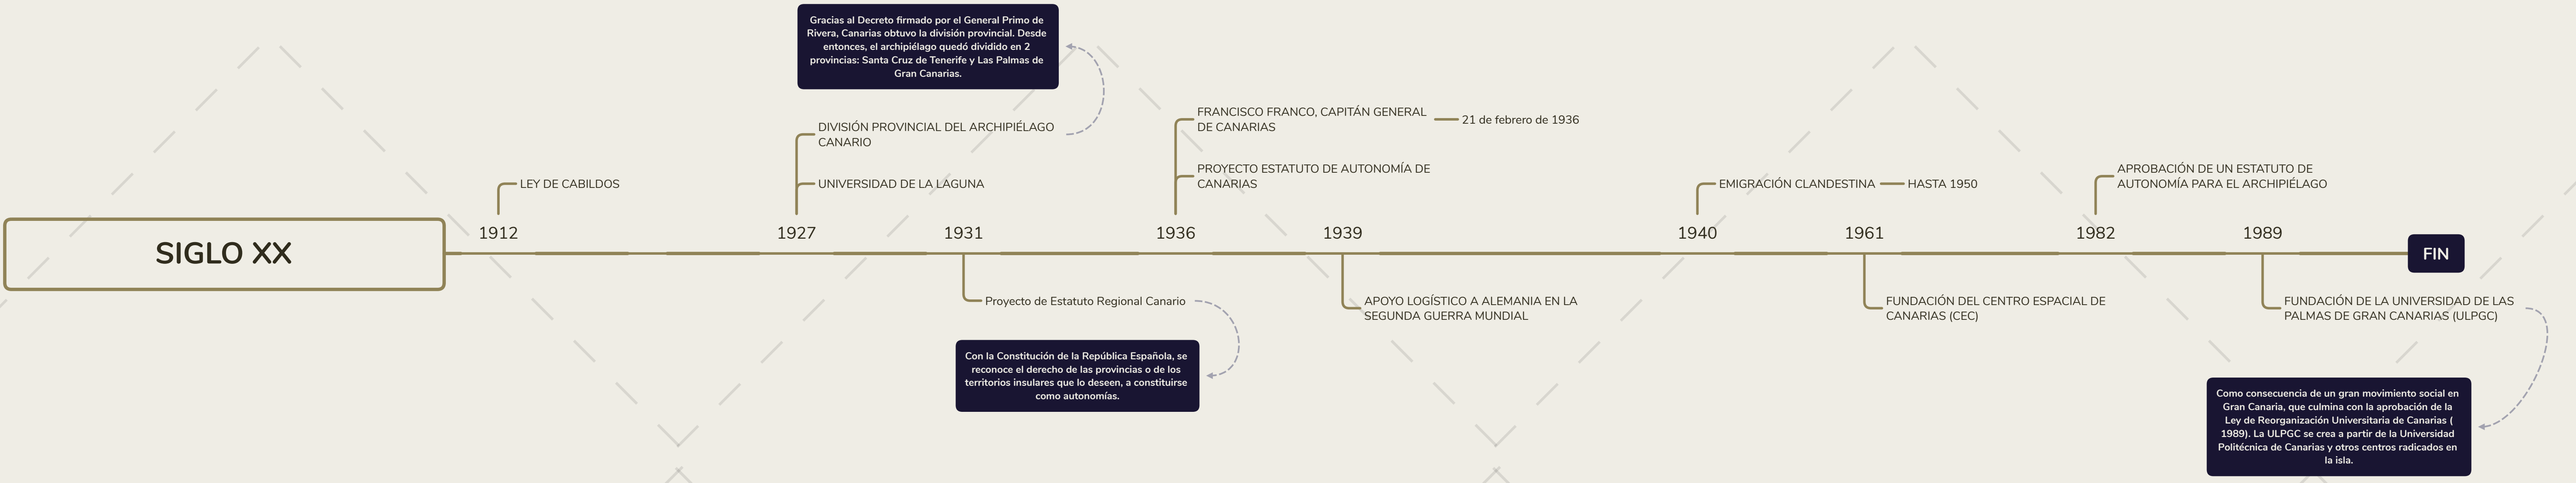 SIGLO XX
1912
LEY DE CABILDOS
1927
Gracias al Decreto firmado por el General Primo de
Rivera, Canarias obtuvo la división provincial. Desde
entonces, el archipiélago quedó dividido en 2
provincias: Santa Cruz de Tenerife y Las Palmas de
Gran Canarias.
DIVISIÓN PROVINCIAL DEL ARCHIPIÉLAGO
CANARIO
UNIVERSIDAD DE LA LAGUNA
1931
Proyecto de Estatuto Regional Canario
Con la Constitución de la República Española, se
reconoce el derecho de las provincias o de los
territorios insulares que lo deseen, a constituirse
como autonomías.
1936
FRANCISCO FRANCO, CAPITÁN GENERAL
DE CANARIAS
21 de febrero de 1936
PROYECTO ESTATUTO DE AUTONOMÍA DE
CANARIAS
1939
APOYO LOGÍSTICO A ALEMANIA EN LA
SEGUNDA GUERRA MUNDIAL
1940
EMIGRACIÓN CLANDESTINA
HASTA 1950
1961
FUNDACIÓN DEL CENTRO ESPACIAL DE
CANARIAS (CEC)
1982
APROBACIÓN DE UN ESTATUTO DE
AUTONOMÍA PARA EL ARCHIPIÉLAGO
1989
FUNDACIÓN DE LA UNIVERSIDAD DE LAS
PALMAS DE GRAN CANARIAS (ULPGC)
Como consecuencia de un gran movimiento social en
Gran Canaria, que culmina con la aprobación de la
Ley de Reorganización Universitaria de Canarias (
1989). La ULPGC se crea a partir de la Universidad
Politécnica de Canarias y otros centros radicados en
la isla.
FIN